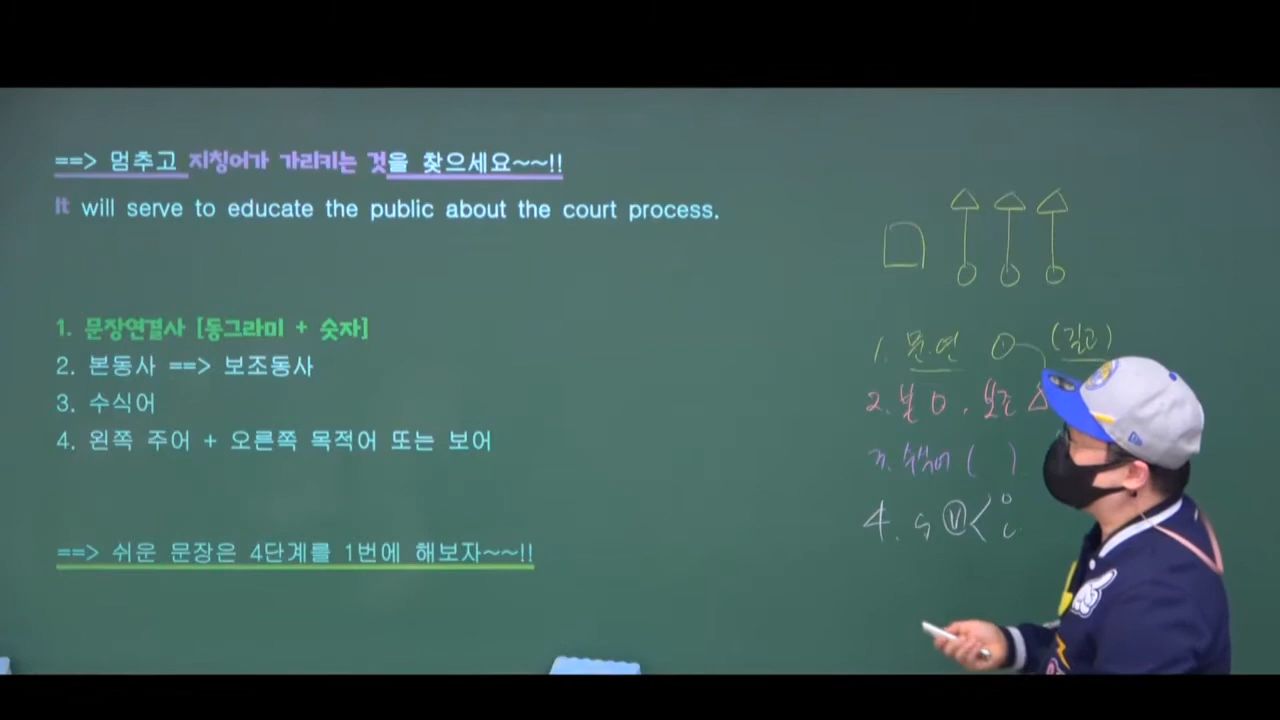 ==> 멈추고 지칭어가 가리키는 것을 찾으세요~~!!
It will serve to educate the public about the court process.
1. 문장연결사 [동그라미 + 숫자]
2. 본동사 ==> 보조동사
3. 수식어
4. 왼쪽 주어 + 오른쪽 목적어 또는 보어
==> 쉬운 문장은 4단계를 1번에 해보자~~!!
1. 문.연 (길고)
2. 본 O. 보조 △
3. 수식어 ( )
4. S V < O
C